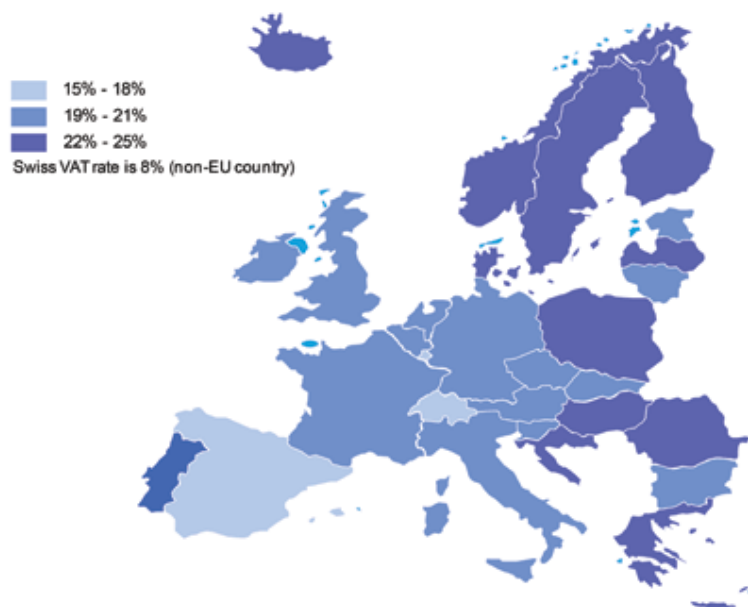 15% - 18%
19% - 21%
22% - 25%
Swiss VAT rate is 8% (non-EU country)